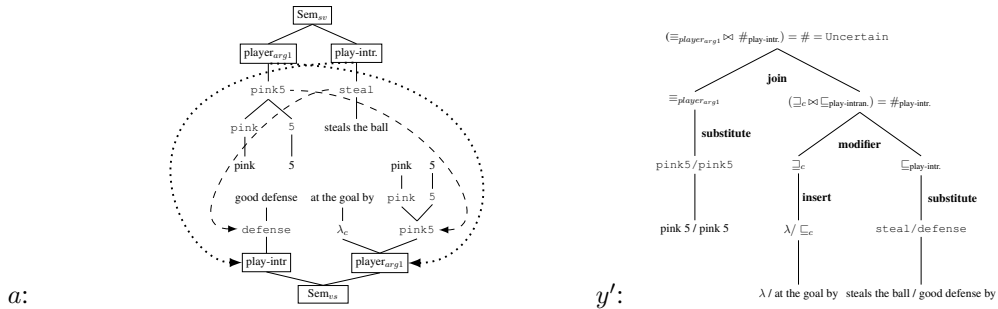 Sem_sv
player_arg1 play-intr.
pink5 steal
pink 5 steals the ball
pink 5
pink 5
good defense at the goal by pink 5
defense λ_c pink5
play-intr player_arg1
Sem_vs
a:
(≡_player_arg1 ⋈ #_play-intr.) = # = Uncertain
join
≡_player_arg1 (⊒_c ⋈ ⊑_play-intran.) = #_play-intr.
substitute modifier
pink5/pink5 ⊒_c ⊑_play-intr.
insert substitute
pink 5 / pink 5 λ/ ⊑_c steal/defense
λ / at the goal by steals the ball / good defense by
y′: